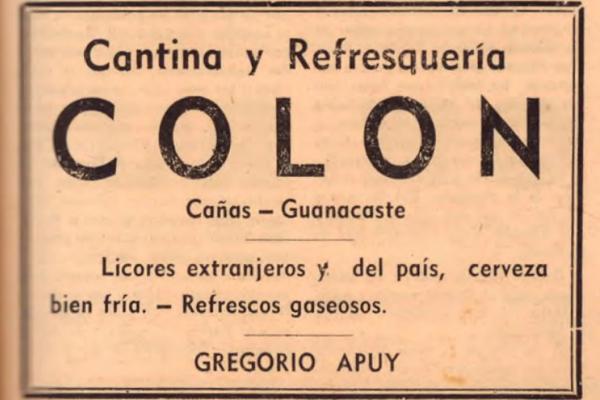 Cantina y Refresquería
COLON
Cañas – Guanacaste
Licores extranjeros y del país, cerveza
bien fría. – Refrescos gaseosos.
GREGORIO APUY